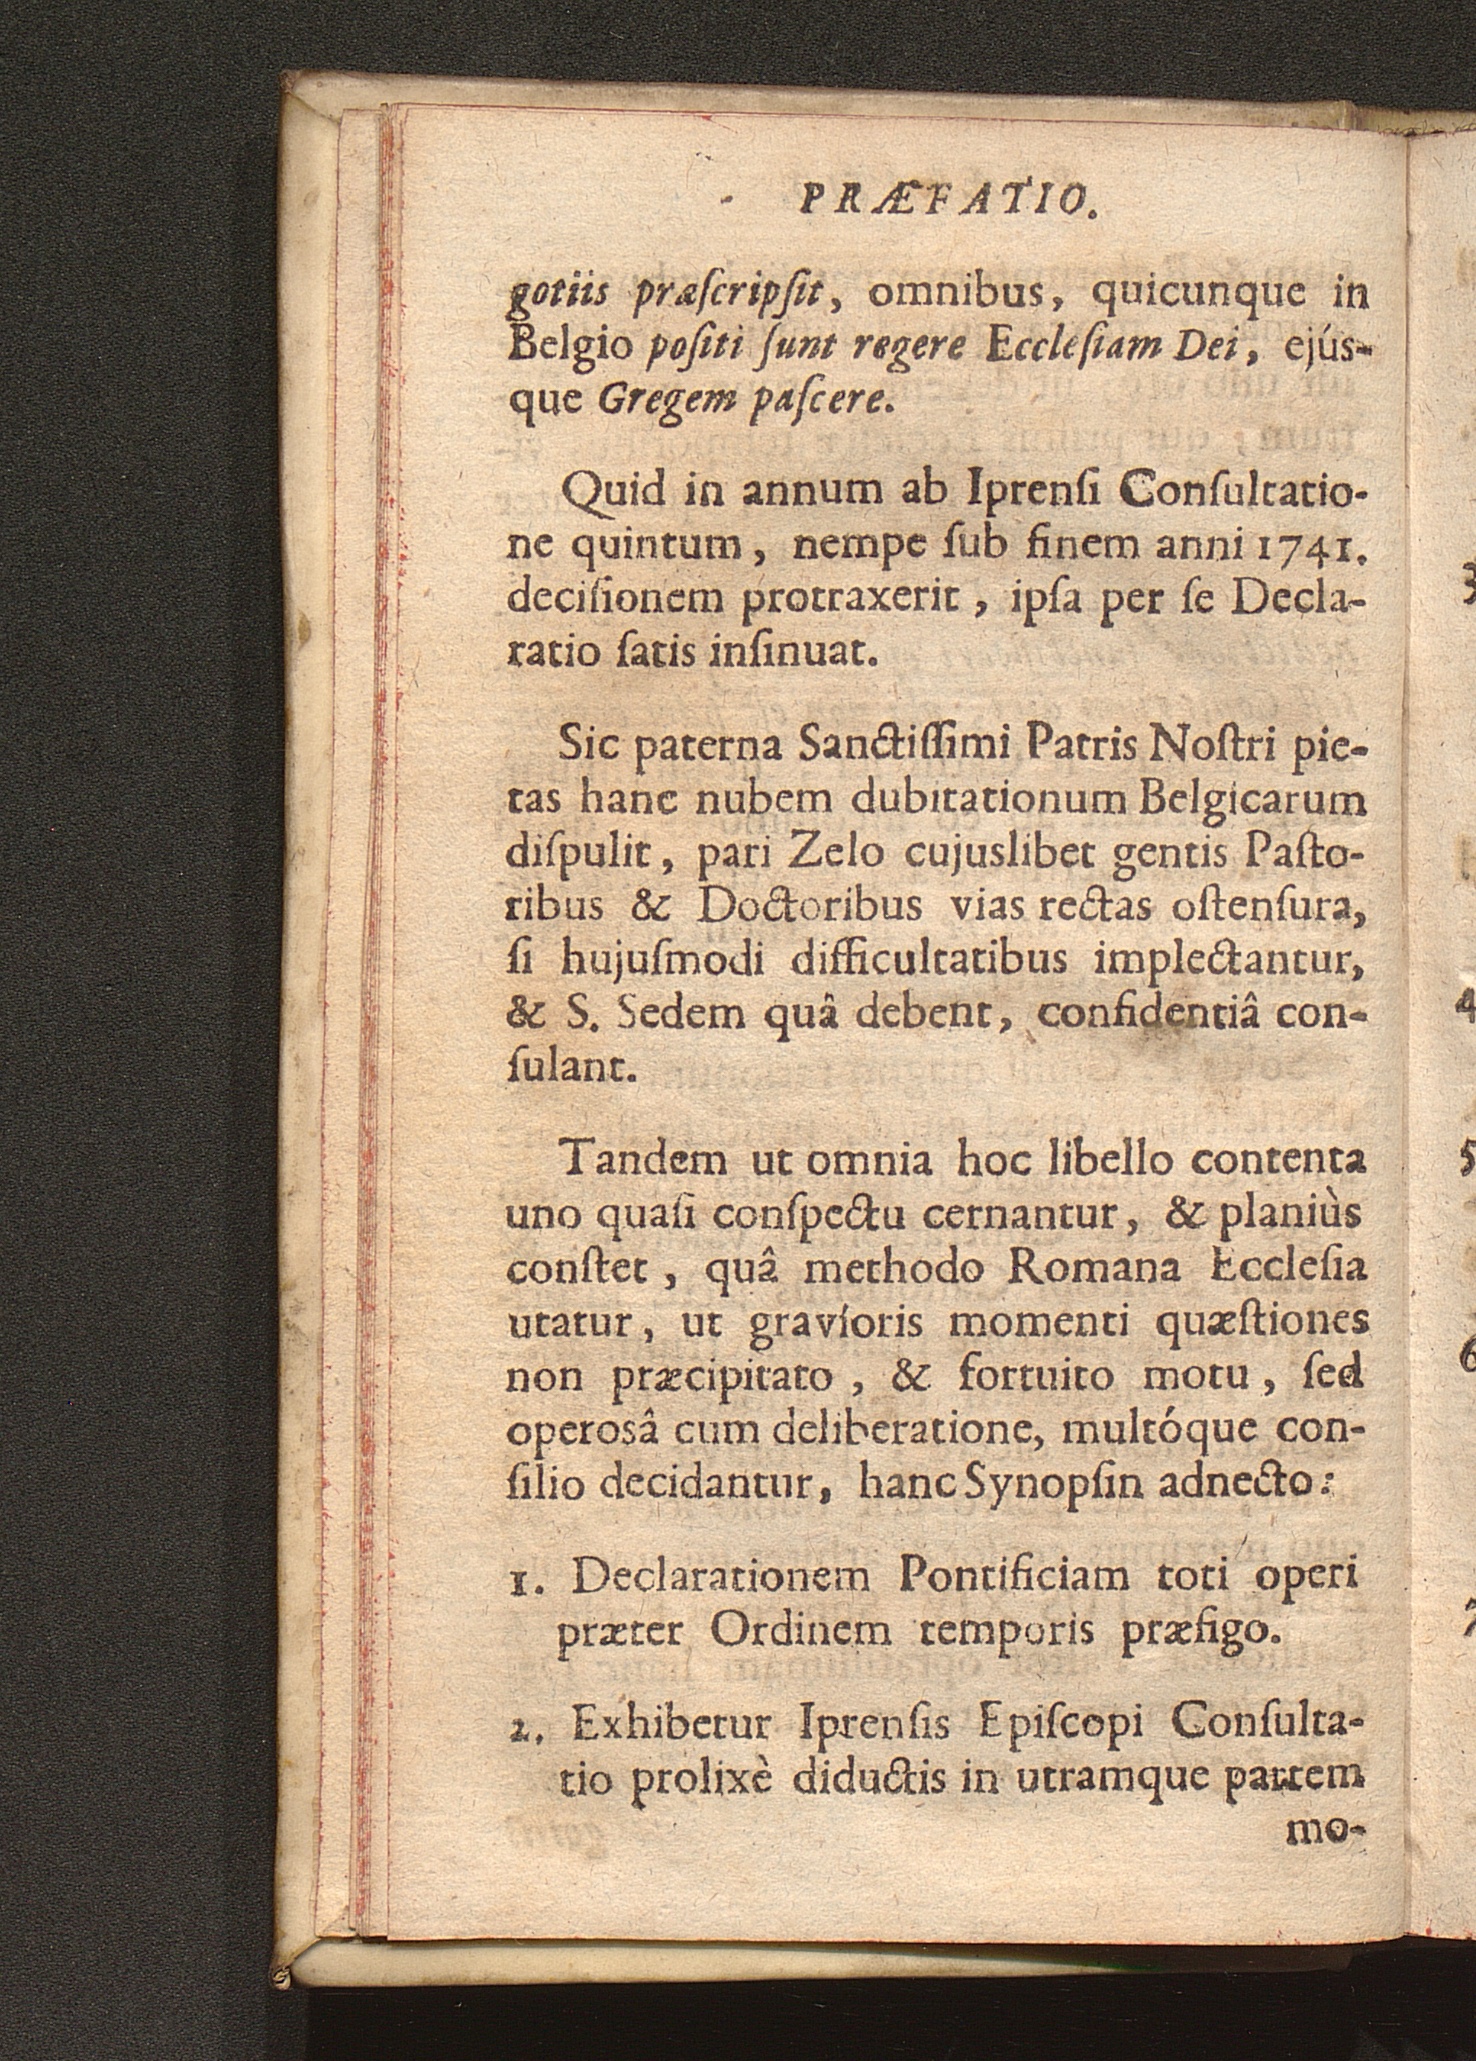 PRÆFATIO.
gotiis præſcripſit, omnibus, quicunque in
Belgio poſiti ſunt regere Eccleſiam Dei, ejús-
que Gregem paſcere.
Quid in annum ab Iprenſi Conſultatio-
ne quintum, nempe ſub finem anni 1741.
deciſionem protraxerit, ipſa per ſe Decla-
ratio ſatis inſinuat.
Sic paterna Sanctiſſimi Patris Noſtri pie-
tas hanc nubem dubitationum Belgicarum
diſpulit, pari Zelo cujuslibet gentis Paſto-
ribus & Doctoribus vias rectas oſtenſura,
ſi hujuſmodi difficultatibus implectantur,
& S. Sedem quâ debent, confidentiâ con-
ſulant.
Tandem ut omnia hoc libello contenta
uno quaſi conſpectu cernantur, & planiùs
conſtet, quâ methodo Romana Eccleſia
utatur, ut gravioris momenti quæſtiones
non præcipitato, & fortuito motu, ſed
operosâ cum deliberatione, multóque con-
ſilio decidantur, hanc Synopſin adnecto:
1. Declarationem Pontificiam toti operi
præter Ordinem temporis præfigo.
2. Exhibetur Iprenſis Epiſcopi Conſulta-
tio prolixè diductis in utramque partem
mo-
3
4
5
6
7